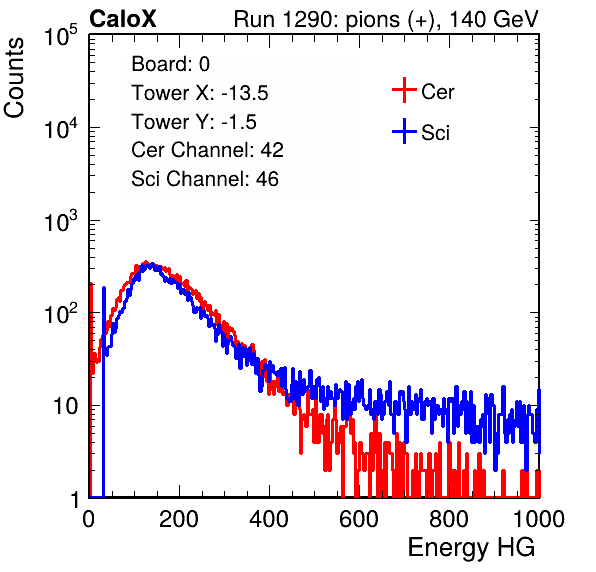 CaloX Run 1290: pions (+), 140 GeV
Counts
Board: 0
Tower X: -13.5
Tower Y: -1.5
Cer Channel: 42
Sci Channel: 46
Cer
Sci
10^5
10^4
10^3
10^2
10
1
0 200 400 600 800 1000
Energy HG